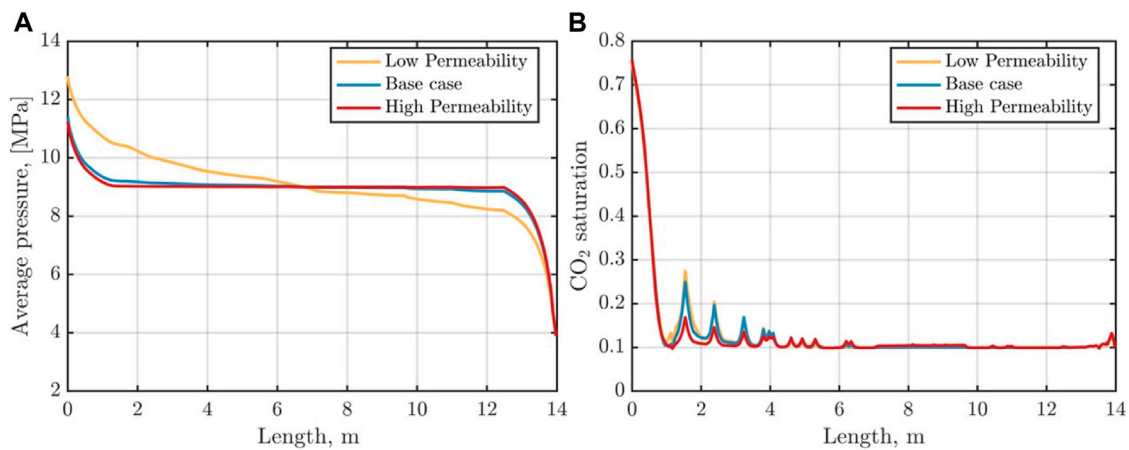 A
14
12
10
8
6
4
2
Average pressure, [MPa]
0 2 4 6 8 10 12 14
Length, m
Low Permeability
Base case
High Permeability
B
0.8
0.7
0.6
0.5
0.4
0.3
0.2
0.1
0
CO2 saturation
0 2 4 6 8 10 12 14
Length, m
Low Permeability
Base case
High Permeability